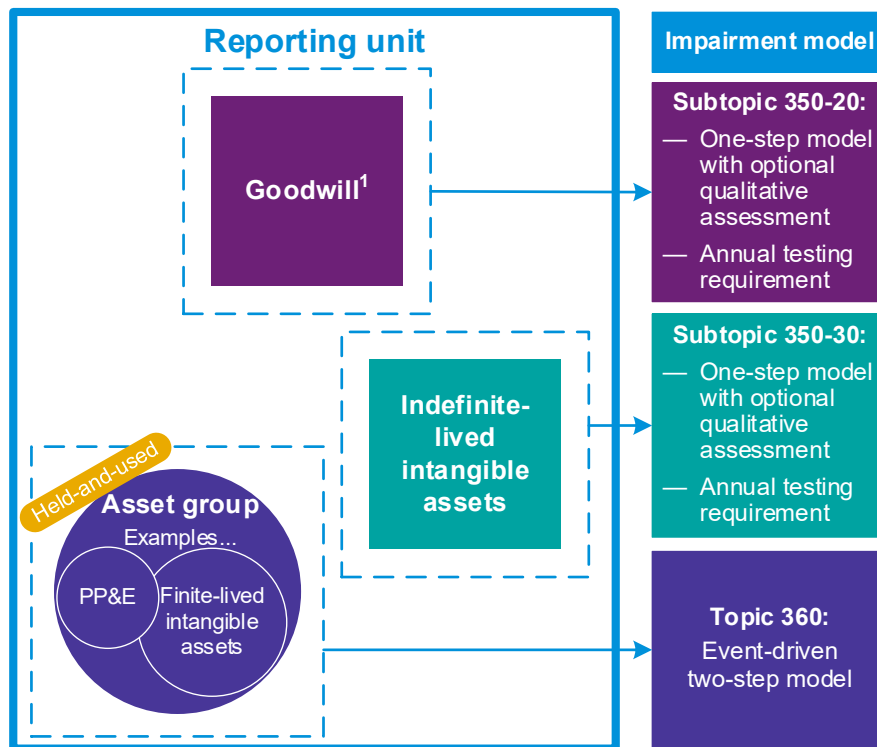 Reporting unit
Impairment model
Goodwill1
Subtopic 350-20:
— One-step model
with optional
qualitative
assessment
— Annual testing
requirement
Indefinite-
lived
intangible
assets
Subtopic 350-30:
— One-step model
with optional
qualitative
assessment
— Annual testing
requirement
Held-and-used
Asset group
Examples...
PP&E
Finite-lived
intangible
assets
Topic 360:
Event-driven
two-step model